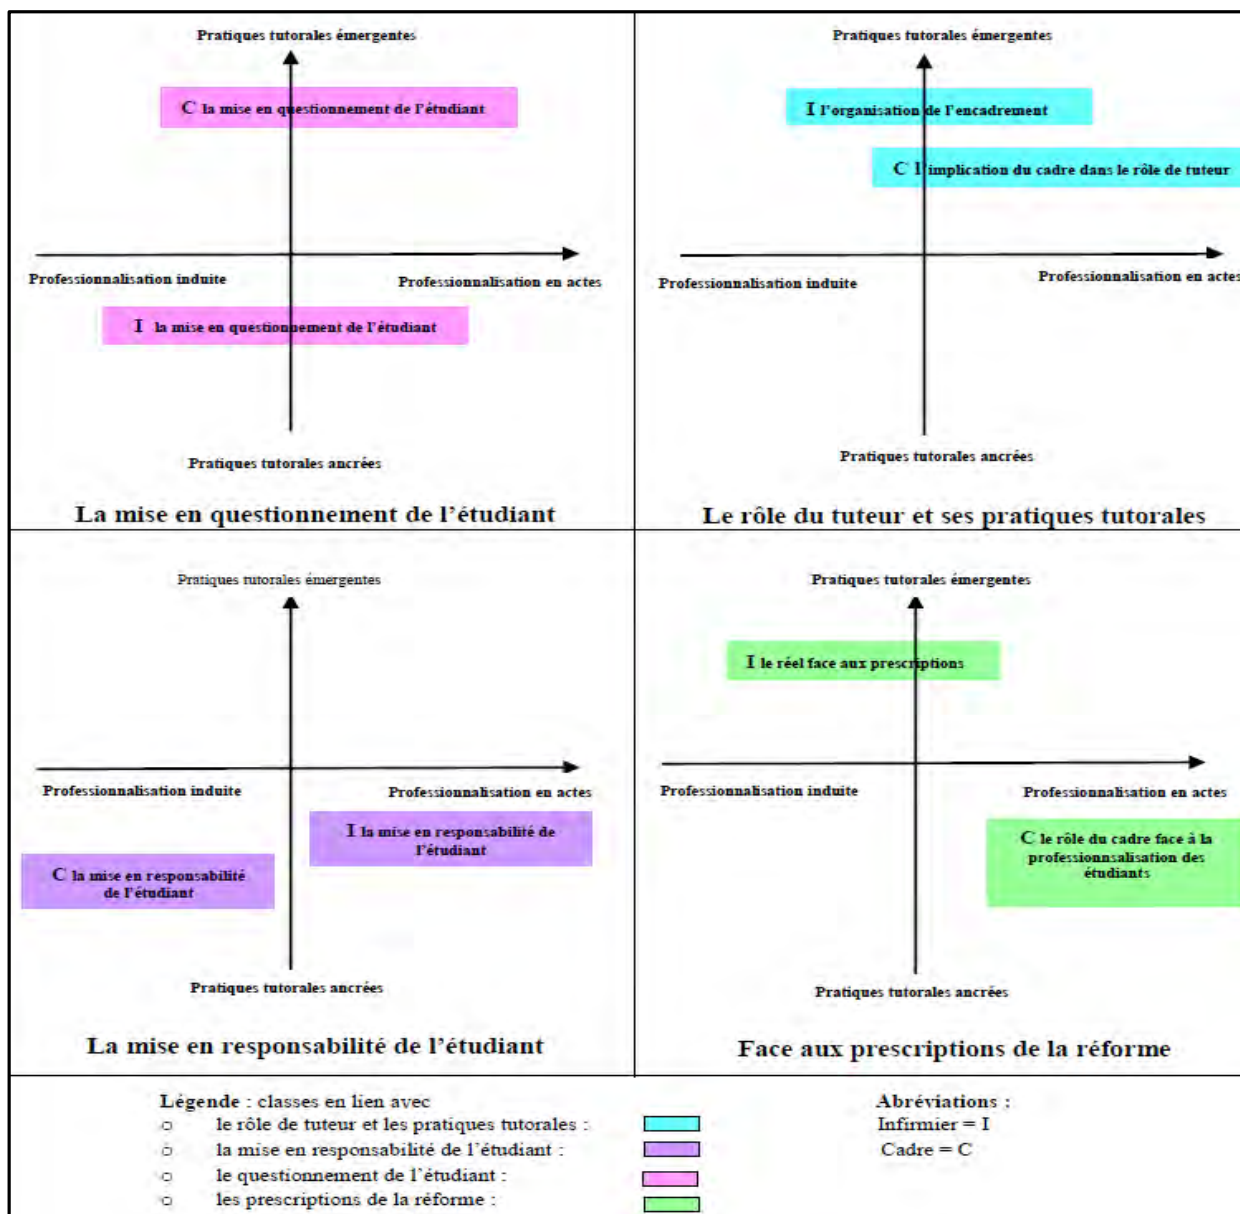 Pratiques tutorales émergentes
C la mise en questionnement de l'étudiant
Professionnalisation induite
Professionnalisation en actes
I la mise en questionnement de l'étudiant
Pratiques tutorales ancrées
La mise en questionnement de l'étudiant
Pratiques tutorales émergentes
I l'organisation de l'encadrement
C l'implication du cadre dans le rôle de tuteur
Professionnalisation induite
Professionnalisation en actes
Pratiques tutorales ancrées
Le rôle du tuteur et ses pratiques tutorales
Pratiques tutorales émergentes
Professionnalisation induite
Professionnalisation en actes
I la mise en responsabilité de
l'étudiant
C la mise en responsabilité
de l'étudiant
Pratiques tutorales ancrées
La mise en responsabilité de l'étudiant
Pratiques tutorales émergentes
I le réel face aux prescriptions
Professionnalisation induite
Professionnalisation en actes
C le rôle du cadre face à la
professionnsalisation des
étudiants
Pratiques tutorales ancrées
Face aux prescriptions de la réforme
Légende : classes en lien avec
o le rôle de tuteur et les pratiques tutorales :
o la mise en responsabilité de l'étudiant :
o le questionnement de l'étudiant :
o les prescriptions de la réforme :
Abréviations :
Infirmier = I
Cadre = C